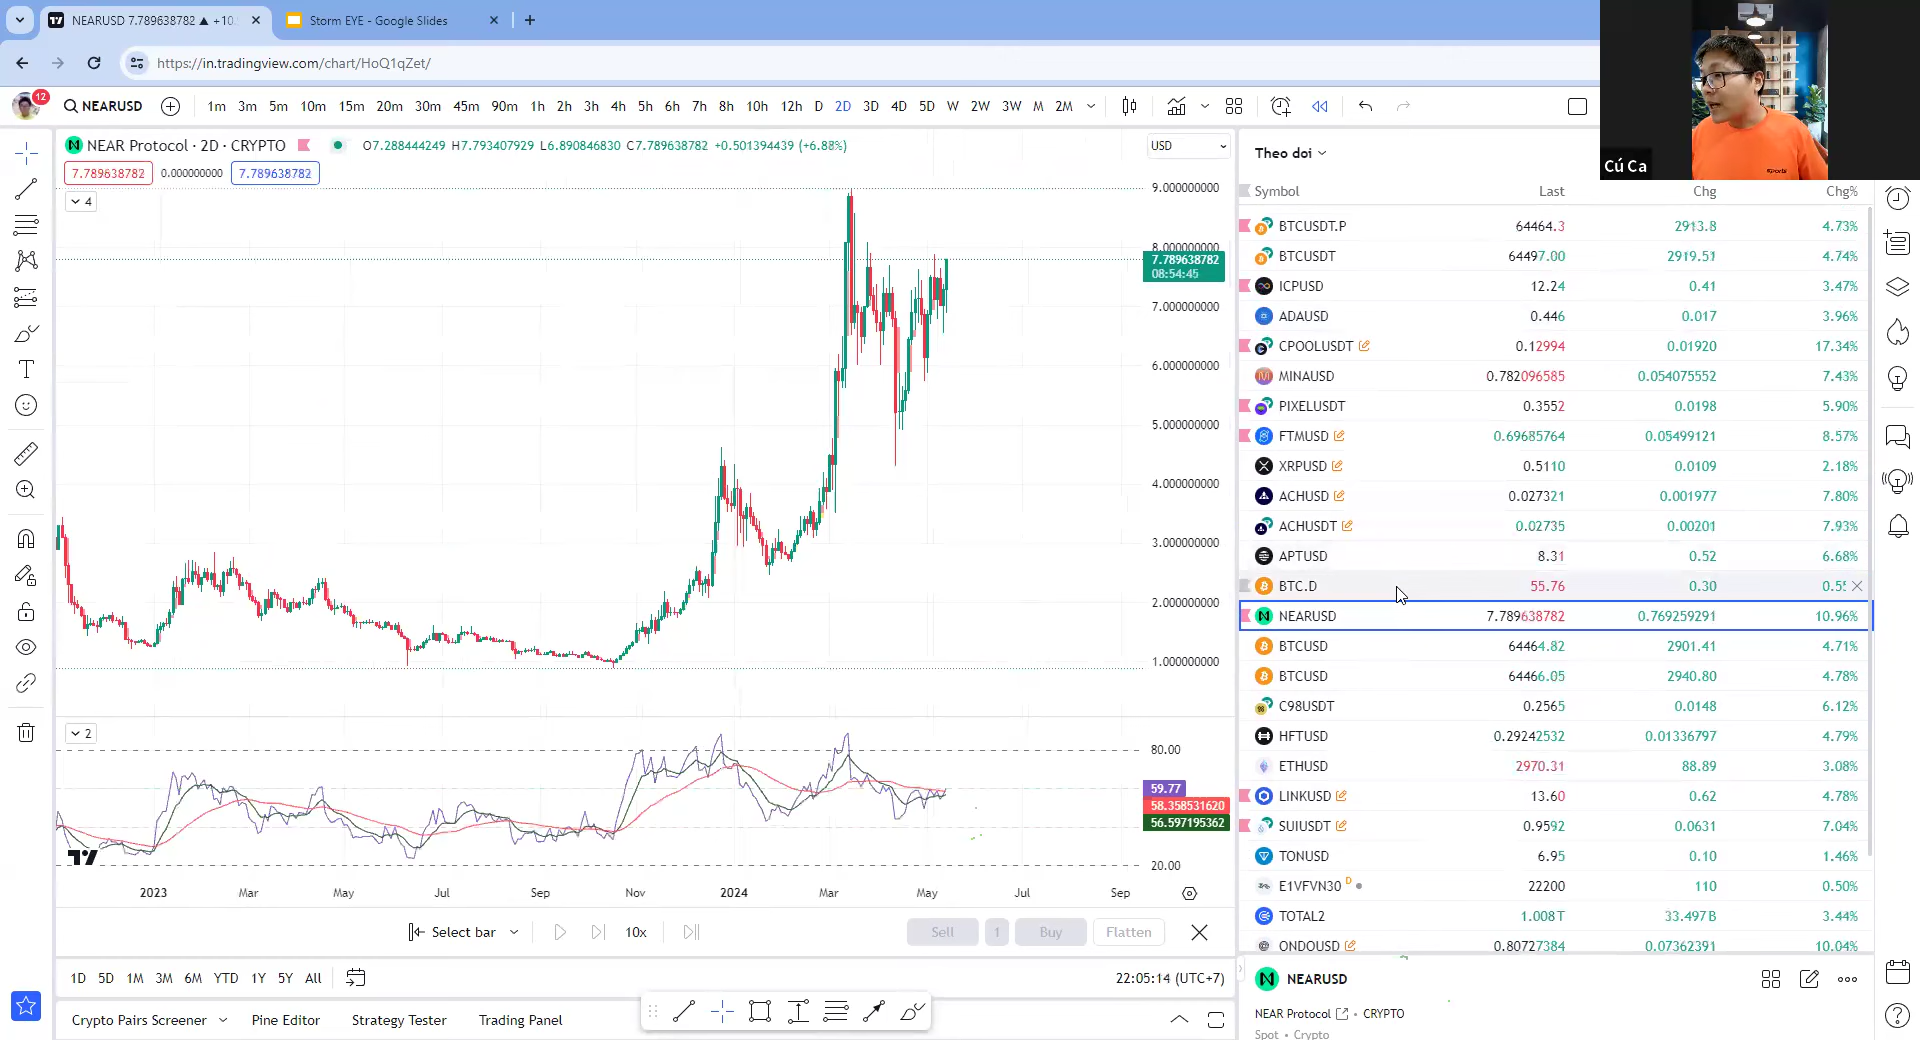 NEARUSD 7.789638782 ▲ +10.
Storm EYE - Google Slides
https://in.tradingview.com/chart/HoQ1qZet/
12
NEARUSD
1m 3m 5m 10m 15m 20m 30m 45m 90m 1h 2h 3h 4h 5h 6h 7h 8h 10h 12h D 2D 3D 4D 5D W 2W 3W M 2M
NEAR Protocol · 2D · CRYPTO
O7.288444249 H7.793407929 L6.890846830 C7.789638782 +0.501394439 (+6.88%)
USD
7.789638782 0.000000000 7.789638782
4
9.000000000
8.000000000
7.789638782
08:54:45
7.000000000
6.000000000
5.000000000
4.000000000
3.000000000
2.000000000
1.000000000
2
80.00
59.77
58.358531620
56.597195362
20.00
2023 Mar May Jul Sep Nov 2024 Mar May Jul Sep
Select bar 10x Sell 1 Buy Flatten
1D 5D 1M 3M 6M YTD 1Y 5Y All
22:05:14 (UTC+7)
Crypto Pairs Screener Pine Editor Strategy Tester Trading Panel
Cú Ca
Theo doi
Symbol Last Chg Chg%
BTCUSDT.P 64464.3 2913.8 4.73%
BTCUSDT 64497.00 2919.51 4.74%
ICPUSD 12.24 0.41 3.47%
ADAUSD 0.446 0.017 3.96%
CPOOLUSDT 0.12994 0.01920 17.34%
MINAUSD 0.782096585 0.054075552 7.43%
PIXELUSDT 0.3552 0.0198 5.90%
FTMUSD 0.69685764 0.05499121 8.57%
XRPUSD 0.5110 0.0109 2.18%
ACHUSD 0.027321 0.001977 7.80%
ACHUSDT 0.02735 0.00201 7.93%
APTUSD 8.31 0.52 6.68%
BTC.D 55.76 0.30 0.55
NEARUSD 7.789638782 0.769259291 10.96%
BTCUSD 64464.82 2901.41 4.71%
BTCUSD 64466.05 2940.80 4.78%
C98USDT 0.2565 0.0148 6.12%
HFTUSD 0.29242532 0.01336797 4.79%
ETHUSD 2970.31 88.89 3.08%
LINKUSD 13.60 0.62 4.78%
SUIUSDT 0.9592 0.0631 7.04%
TONUSD 6.95 0.10 1.46%
E1VFVN30 D 22200 110 0.50%
TOTAL2 1.008T 33.497B 3.44%
ONDOUSD 0.80727384 0.07362391 10.04%
NEARUSD
NEAR Protocol • CRYPTO
Spot • Crypto